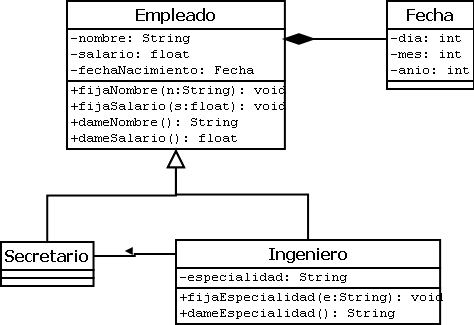 Empleado
-nombre: String
-salario: float
-fechaNacimiento: Fecha
+fijaNombre(n:String): void
+fijaSalario(s:float): void
+dameNombre(): String
+dameSalario(): float
Fecha
-dia: int
-mes: int
-anio: int
Secretario
Ingeniero
-especialidad: String
+fijaEspecialidad(e:String): void
+dameEspecialidad(): String